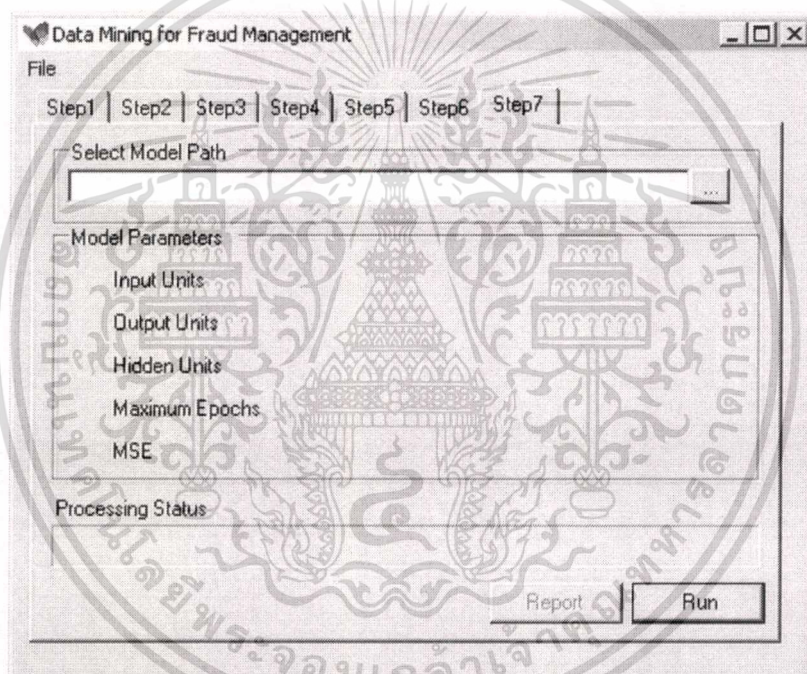 Data Mining for Fraud Management
File
Step1 Step2 Step3 Step4 Step5 Step6 Step7
Select Model Path
...
Model Parameters
Input Units
Output Units
Hidden Units
Maximum Epochs
MSE
Processing Status
Report Run